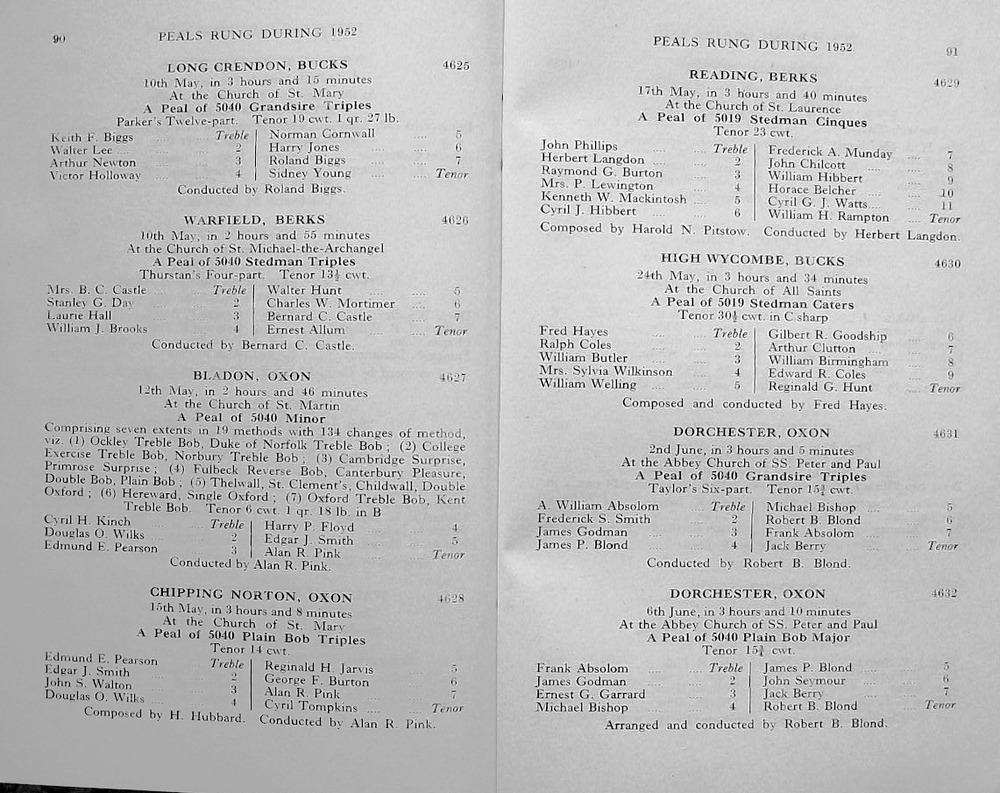 90
PEALS RUNG DURING 1952
LONG CRENDON, BUCKS 4625
10th May, in 3 hours and 15 minutes
At the Church of St. Mary
A Peal of 5040 Grandsire Triples
Parker's Twelve-part. Tenor 19 cwt. 1 qr. 27 lb.
Keith F. Biggs Treble Norman Cornwall .... 5
Walter Lee .... 2 Harry Jones .... 6
Arthur Newton .... 3 Roland Biggs .... 7
Victor Holloway .... 4 Sidney Young .... Tenor
Conducted by Roland Biggs.
WARFIELD, BERKS 4626
10th May, in 2 hours and 55 minutes
At the Church of St. Michael-the-Archangel
A Peal of 5040 Stedman Triples
Thurstan's Four-part. Tenor 13½ cwt.
Mrs. B. C. Castle .... Treble Walter Hunt .... 5
Stanley G. Day .... 2 Charles W. Mortimer .... 6
Laurie Hall .... 3 Bernard C. Castle .... 7
William J. Brooks .... 4 Ernest Allum .... Tenor
Conducted by Bernard C. Castle.
BLADON, OXON 4627
12th May, in 2 hours and 46 minutes
At the Church of St. Martin
A Peal of 5040 Minor
Comprising seven extents in 19 methods with 134 changes of method,
viz. (1) Ockley Treble Bob, Duke of Norfolk Treble Bob ; (2) College
Exercise Treble Bob, Norbury Treble Bob ; (3) Cambridge Surprise,
Primrose Surprise ; (4) Fulbeck Reverse Bob, Canterbury Pleasure,
Double Bob, Plain Bob ; (5) Thelwall, St. Clement's, Childwall, Double
Oxford ; (6) Hereward, Single Oxford ; (7) Oxford Treble Bob, Kent
Treble Bob. Tenor 6 cwt. 1 qr. 18 lb. in B
Cyril H. Kinch Treble Harry P. Floyd .... 4
Douglas O. Wilks .... 2 Edgar J. Smith .... 5
Edmund E. Pearson .... 3 Alan R. Pink .... Tenor
Conducted by Alan R. Pink.
CHIPPING NORTON, OXON 4628
15th May, in 3 hours and 8 minutes
At the Church of St. Mary
A Peal of 5040 Plain Bob Triples
Tenor 14 cwt.
Edmund E. Pearson Treble Reginald H. Jarvis .... 5
Edgar J. Smith .... 2 George F. Burton .... 6
John S. Walton .... 3 Alan R. Pink .... 7
Douglas O. Wilks .... 4 Cyril Tompkins .... Tenor
Composed by H. Hubbard. Conducted by Alan R. Pink.
PEALS RUNG DURING 1952
91
READING, BERKS 4629
17th May, in 3 hours and 40 minutes
At the Church of St. Laurence
A Peal of 5019 Stedman Cinques
Tenor 23 cwt.
John Phillips .... Treble Frederick A. Munday .... 7
Herbert Langdon .... 2 John Chilcott .... 8
Raymond G. Burton .... 3 William Hibbert .... 9
Mrs. P. Lewington .... 4 Horace Belcher .... 10
Kenneth W. Mackintosh .... 5 Cyril G. J. Watts.... .... 11
Cyril J. Hibbert .... 6 William H. Rampton .... Tenor
Composed by Harold N. Pitstow. Conducted by Herbert Langdon.
HIGH WYCOMBE, BUCKS 4630
24th May, in 3 hours and 34 minutes
At the Church of All Saints
A Peal of 5019 Stedman Caters
Tenor 30½ cwt. in C sharp
Fred Hayes .... Treble Gilbert R. Goodship .... 6
Ralph Coles .... 2 Arthur Clutton .... 7
William Butler .... 3 William Birmingham .... 8
Mrs. Sylvia Wilkinson .... 4 Edward R. Coles .... 9
William Welling .... 5 Reginald G. Hunt .... Tenor
Composed and conducted by Fred Hayes.
DORCHESTER, OXON 4631
2nd June, in 3 hours and 5 minutes
At the Abbey Church of SS. Peter and Paul
A Peal of 5040 Grandsire Triples
Taylor's Six-part. Tenor 15¾ cwt.
A. William Absolom .... Treble Michael Bishop .... 5
Frederick S. Smith .... 2 Robert B. Blond .... 6
James Godman .... 3 Frank Absolom .... 7
James P. Blond .... 4 Jack Berry .... Tenor
Conducted by Robert B. Blond.
DORCHESTER, OXON 4632
6th June, in 3 hours and 10 minutes
At the Abbey Church of SS. Peter and Paul
A Peal of 5040 Plain Bob Major
Tenor 15¾ cwt.
Frank Absolom .... Treble James P. Blond .... 5
James Godman .... 2 John Seymour .... 6
Ernest G. Garrard .... 3 Jack Berry .... 7
Michael Bishop .... 4 Robert B. Blond .... Tenor
Arranged and conducted by Robert B. Blond.